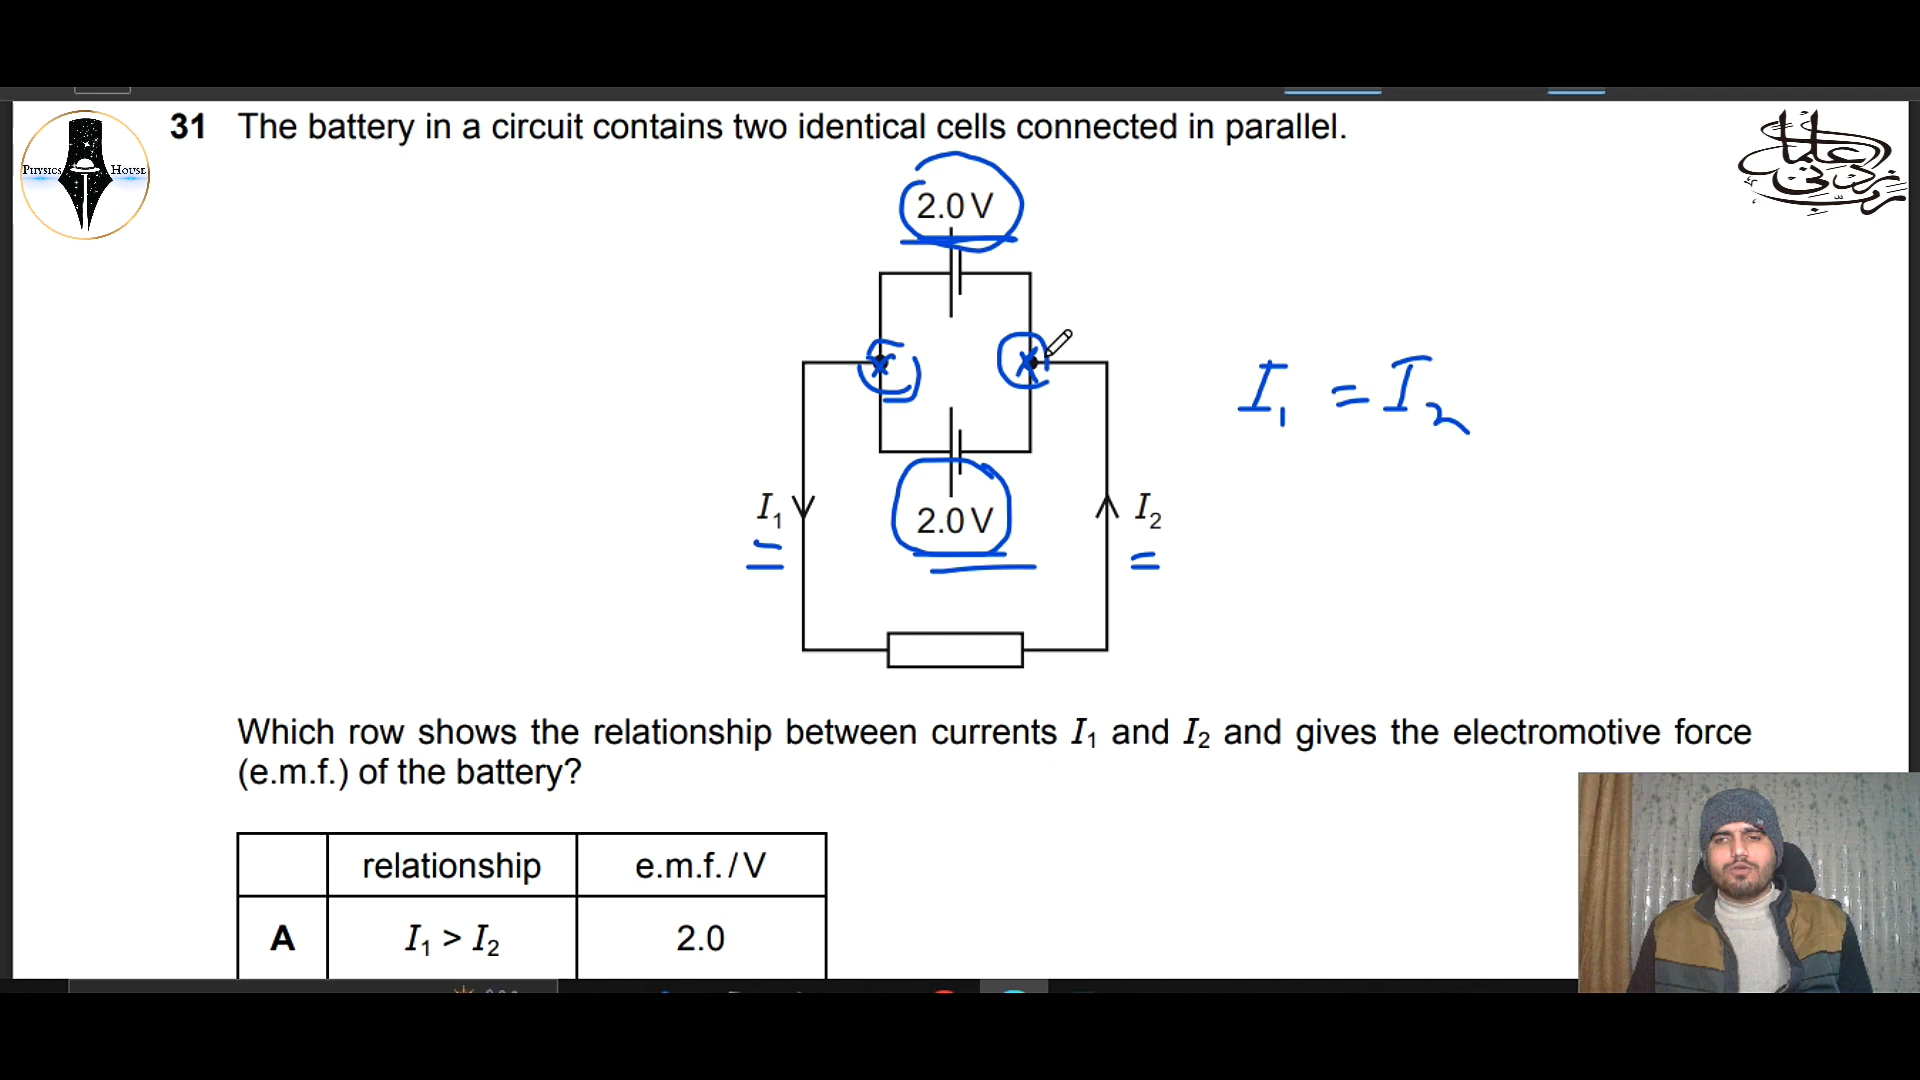 31 The battery in a circuit contains two identical cells connected in parallel.
PHYSICS HOUSE
2.0 V
I₁ = I₂
I₁
2.0 V
I₂
Which row shows the relationship between currents I₁ and I₂ and gives the electromotive force
(e.m.f.) of the battery?
relationship e.m.f. / V
A I₁ > I₂ 2.0